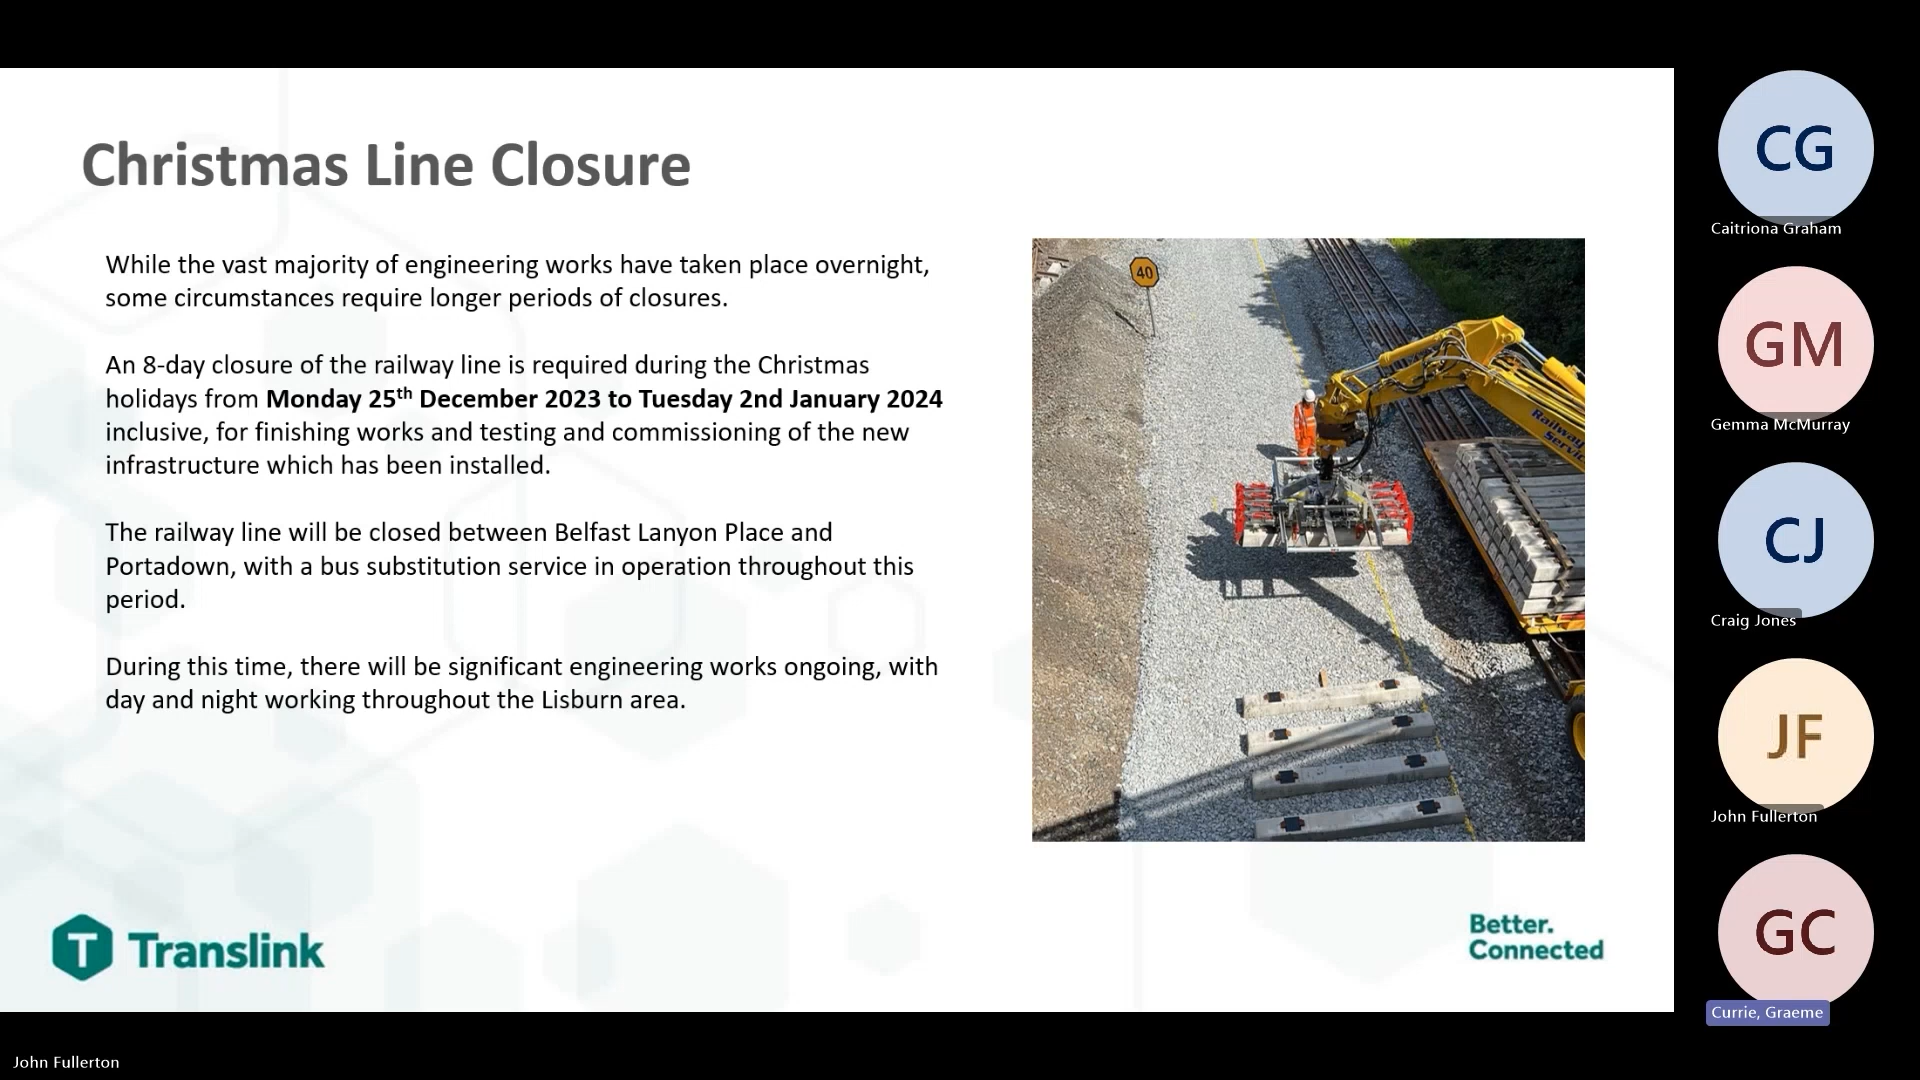 Christmas Line Closure
While the vast majority of engineering works have taken place overnight,
some circumstances require longer periods of closures.
An 8-day closure of the railway line is required during the Christmas
holidays from Monday 25th December 2023 to Tuesday 2nd January 2024
inclusive, for finishing works and testing and commissioning of the new
infrastructure which has been installed.
The railway line will be closed between Belfast Lanyon Place and
Portadown, with a bus substitution service in operation throughout this
period.
During this time, there will be significant engineering works ongoing, with
day and night working throughout the Lisburn area.
40
Railway
T Translink
Better.
Connected
CG
Caitriona Graham
GM
Gemma McMurray
CJ
Craig Jones
JF
John Fullerton
GC
Currie, Graeme
John Fullerton